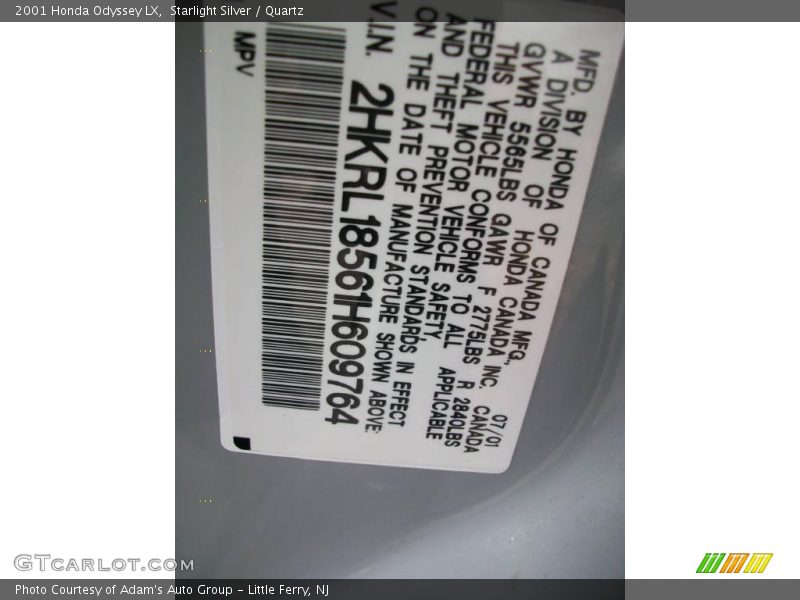 2001 Honda Odyssey LX, Starlight Silver / Quartz
MFD. BY HONDA OF CANADA MFG.,
A DIVISION OF HONDA CANADA INC. CANADA 07/01
GVWR 5565LBS GAWR F 2775LBS R 2840LBS
THIS VEHICLE CONFORMS TO ALL APPLICABLE
FEDERAL MOTOR VEHICLE SAFETY,
AND THEFT PREVENTION STANDARDS IN EFFECT
ON THE DATE OF MANUFACTURE SHOWN ABOVE.
V.I.N. 2HKRL18561H609764
MPV
GTCARLOT.COM
Photo Courtesy of Adam's Auto Group - Little Ferry, NJ